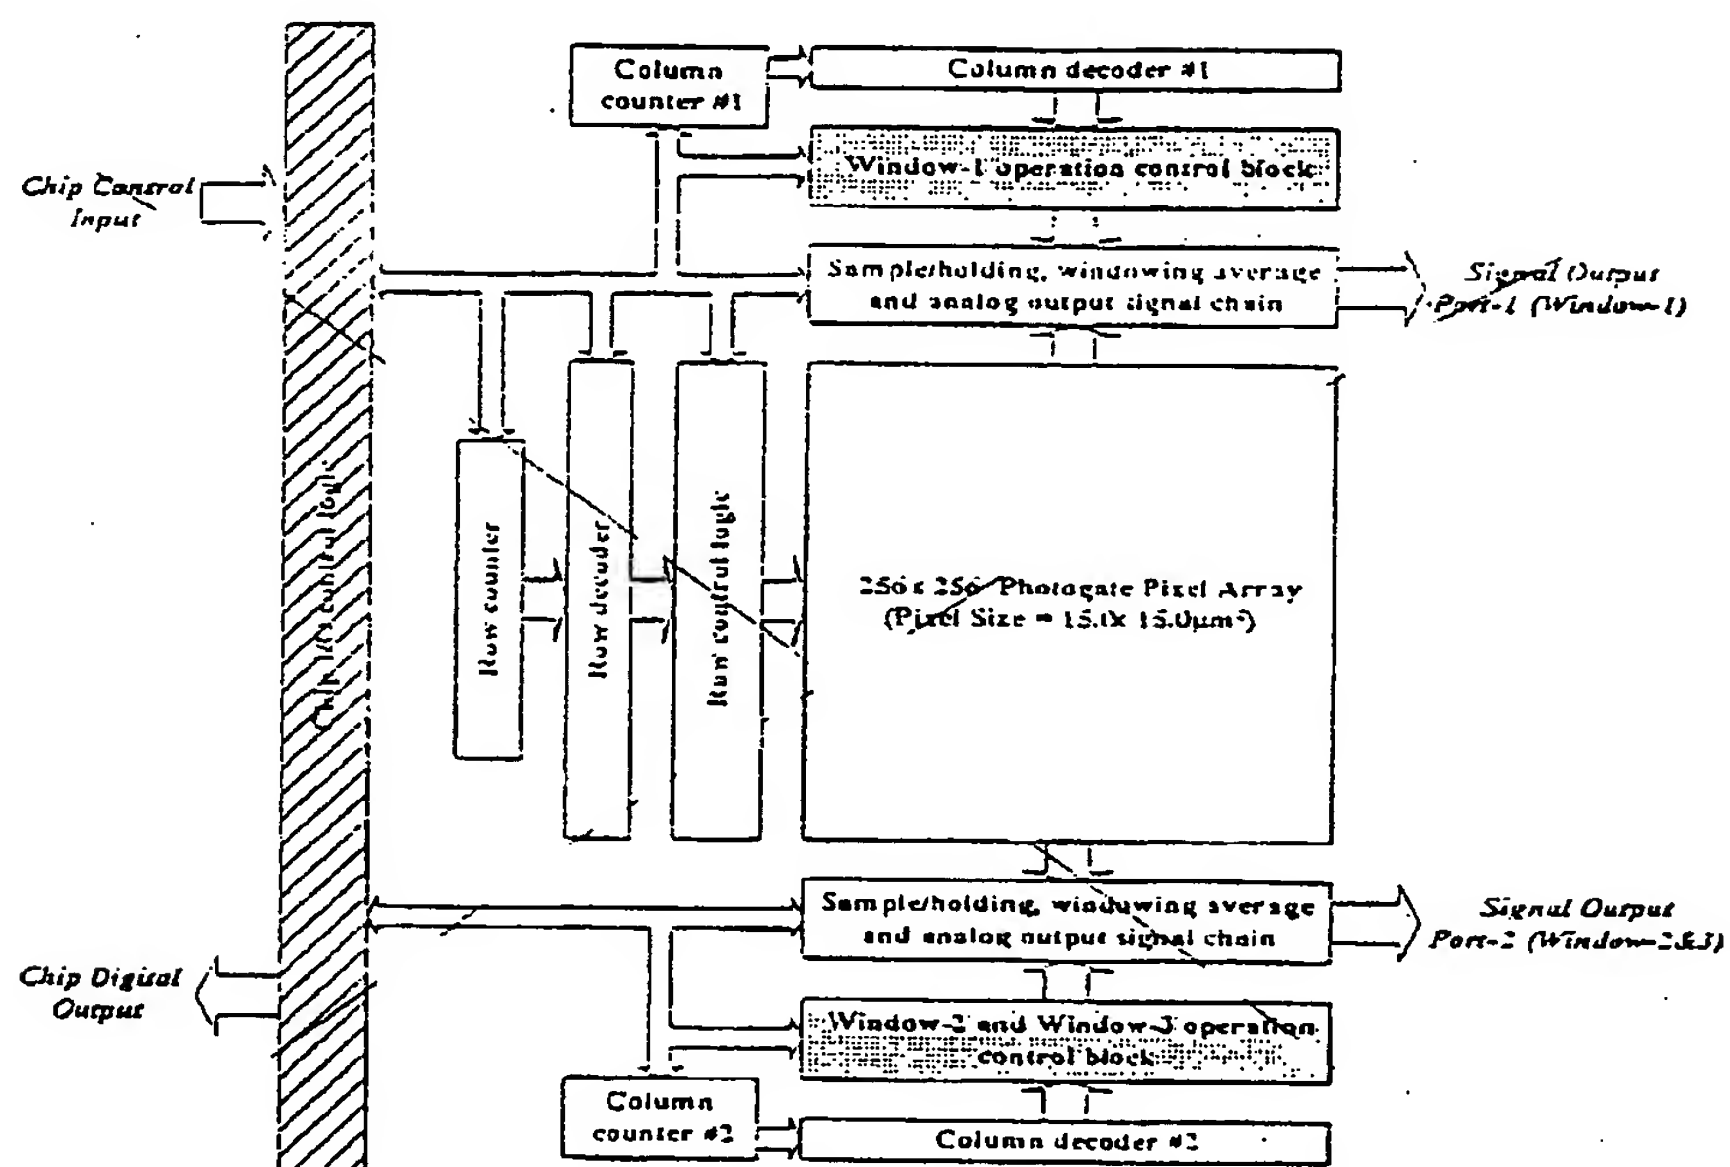 Column
counter #1
Column decoder #1
Window-1 operation control block
Chip Control
Input
Sample/holding, windowing average
and analog output signal chain
Signal Output
Port-1 (Window-1)
Chip I/O control logic
Row counter
Row decoder
Row control logic
256 x 256 Photogate Pixel Array
(Pixel Size = 15.0x 15.0μm²)
Sample/holding, windowing average
and analog output signal chain
Signal Output
Port-2 (Window-2&3)
Chip Digital
Output
Window-2 and Window-3 operation
control block
Column
counter #2
Column decoder #2